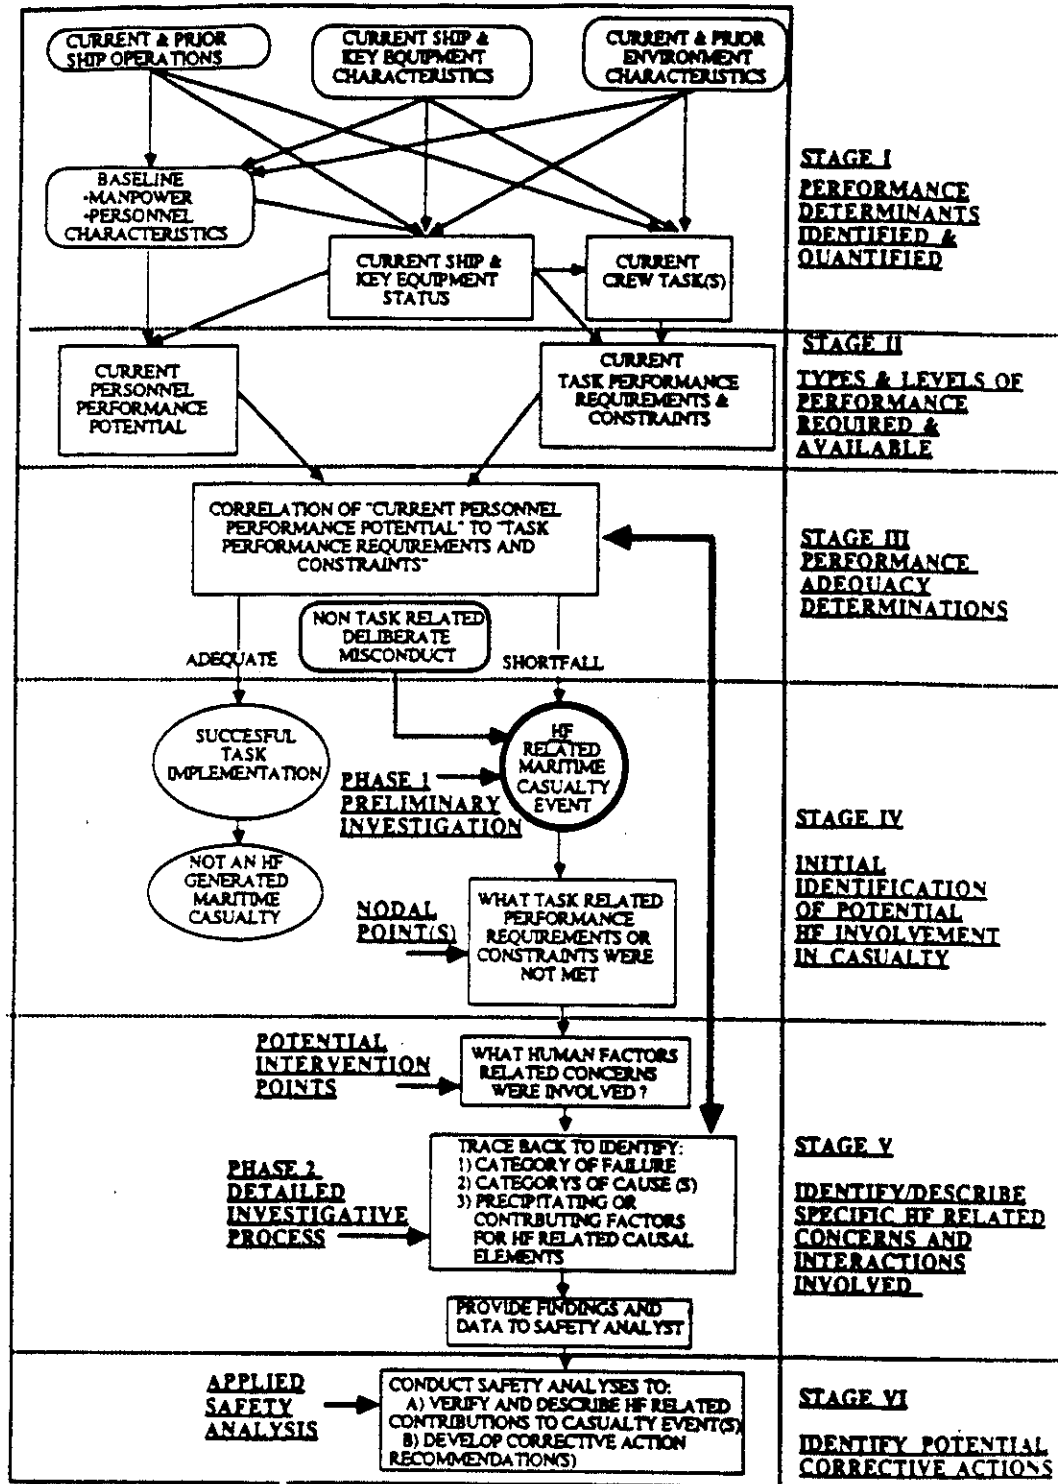 CURRENT & PRIOR
SHIP OPERATIONS
CURRENT SHIP &
KEY EQUIPMENT
CHARACTERISTICS
CURRENT & PRIOR
ENVIRONMENT
CHARACTERISTICS
BASELINE
-MANPOWER
-PERSONNEL
CHARACTERISTICS
CURRENT SHIP &
KEY EQUIPMENT
STATUS
CURRENT
CREW TASK(S)
STAGE I
PERFORMANCE
DETERMINANTS
IDENTIFIED &
QUANTIFIED
CURRENT
PERSONNEL
PERFORMANCE
POTENTIAL
CURRENT
TASK PERFORMANCE
REQUIREMENTS &
CONSTRAINTS
STAGE II
TYPES & LEVELS OF
PERFORMANCE
REQUIRED &
AVAILABLE
CORRELATION OF "CURRENT PERSONNEL
PERFORMANCE POTENTIAL" TO "TASK
PERFORMANCE REQUIREMENTS AND
CONSTRAINTS"
NON TASK RELATED
DELIBERATE
MISCONDUCT
ADEQUATE
SHORTFALL
STAGE III
PERFORMANCE
ADEQUACY
DETERMINATIONS
SUCCESFUL
TASK
IMPLEMENTATION
HF
RELATED
MARITIME
CASUALTY
EVENT
PHASE 1
PRELIMINARY
INVESTIGATION
NOT AN HF
GENERATED
MARITIME
CASUALTY
NODAL
POINT(S)
WHAT TASK RELATED
PERFORMANCE
REQUIREMENTS OR
CONSTRAINTS WERE
NOT MET
STAGE IV
INITIAL
IDENTIFICATION
OF POTENTIAL
HF INVOLVEMENT
IN CASUALTY
POTENTIAL
INTERVENTION
POINTS
WHAT HUMAN FACTORS
RELATED CONCERNS
WERE INVOLVED ?
PHASE 2
DETAILED
INVESTIGATIVE
PROCESS
TRACE BACK TO IDENTIFY:
1) CATEGORY OF FAILURE
2) CATEGORYS OF CAUSE (S)
3) PRECIPITATING OR
CONTRBUTING FACTORS
FOR HF RELATED CAUSAL
ELEMENTS
PROVIDE FINDINGS AND
DATA TO SAFETY ANALYST
STAGE V
IDENTIFY/DESCRIBE
SPECIFIC HF RELATED
CONCERNS AND
INTERACTIONS
INVOLVED
APPLIED
SAFETY
ANALYSIS
CONDUCT SAFETY ANALYSES TO:
A) VERIFY AND DESCRIBE HF RELATED
CONTRIBUTIONS TO CASUALTY EVENT(S)
B) DEVELOP CORRECTIVE ACTION
RECOMMENDATION(S)
STAGE VI
IDENTIFY POTENTIAL
CORRECTIVE ACTIONS